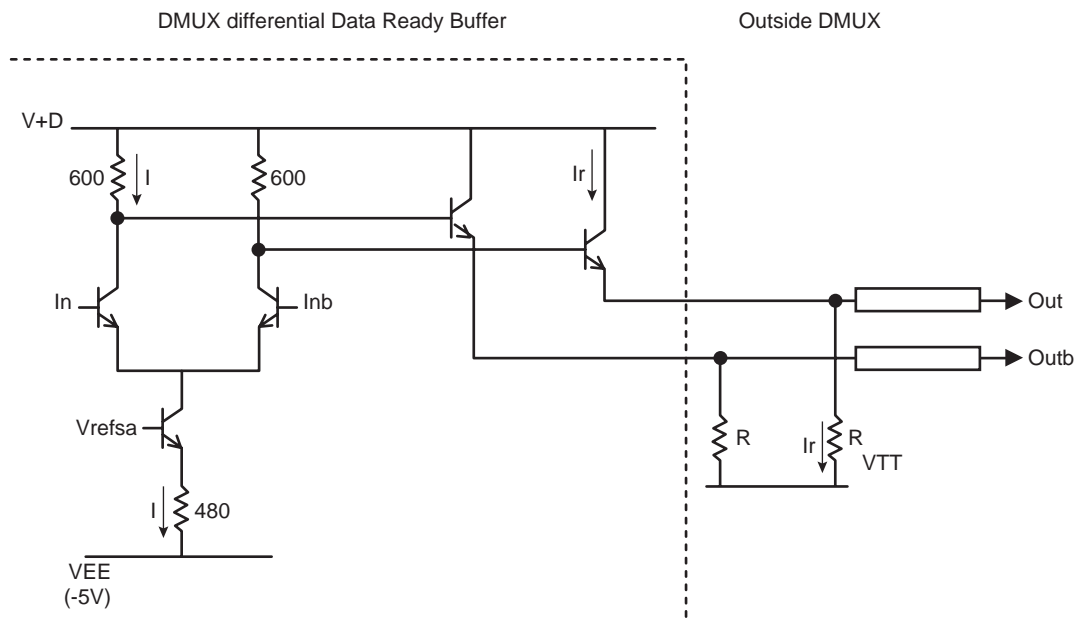 DMUX differential Data Ready Buffer
Outside DMUX
V+D
600
I
600
Ir
In
Inb
Out
Outb
Vrefsa
R
Ir
R
VTT
I
480
VEE
(-5V)